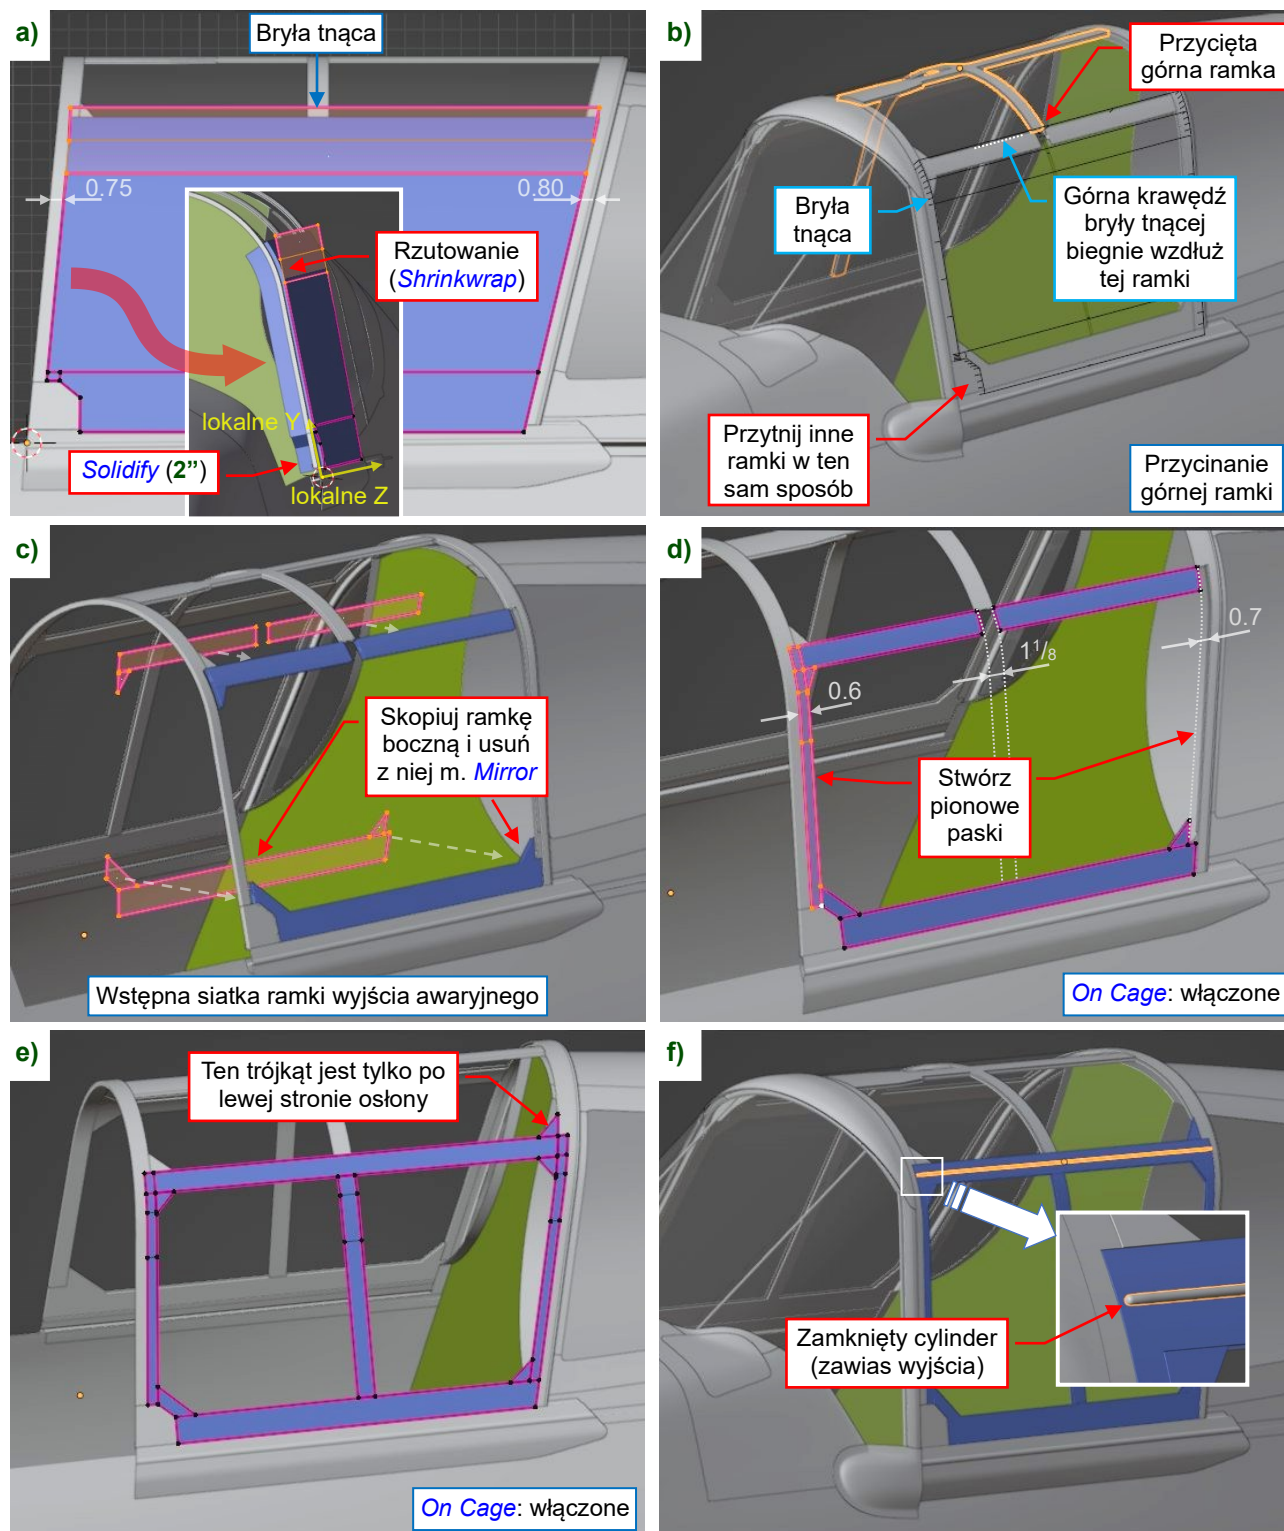 a)
Bryła tnąca
0.75
0.80
Rzutowanie
(Shrinkwrap)
lokalne Y
Solidify (2”)
lokalne Z
b)
Przycięta
górna ramka
Bryła
tnąca
Górna krawędź
bryły tnącej
biegnie wzdłuż
tej ramki
Przytnij inne
ramki w ten
sam sposób
Przycinanie
górnej ramki
c)
Skopiuj ramkę
boczną i usuń
z niej m. Mirror
Wstępna siatka ramki wyjścia awaryjnego
d)
0.7
1 1/8
0.6
Stwórz
pionowe
paski
On Cage: włączone
e)
Ten trójkąt jest tylko po
lewej stronie osłony
On Cage: włączone
f)
Zamknięty cylinder
(zawias wyjścia)